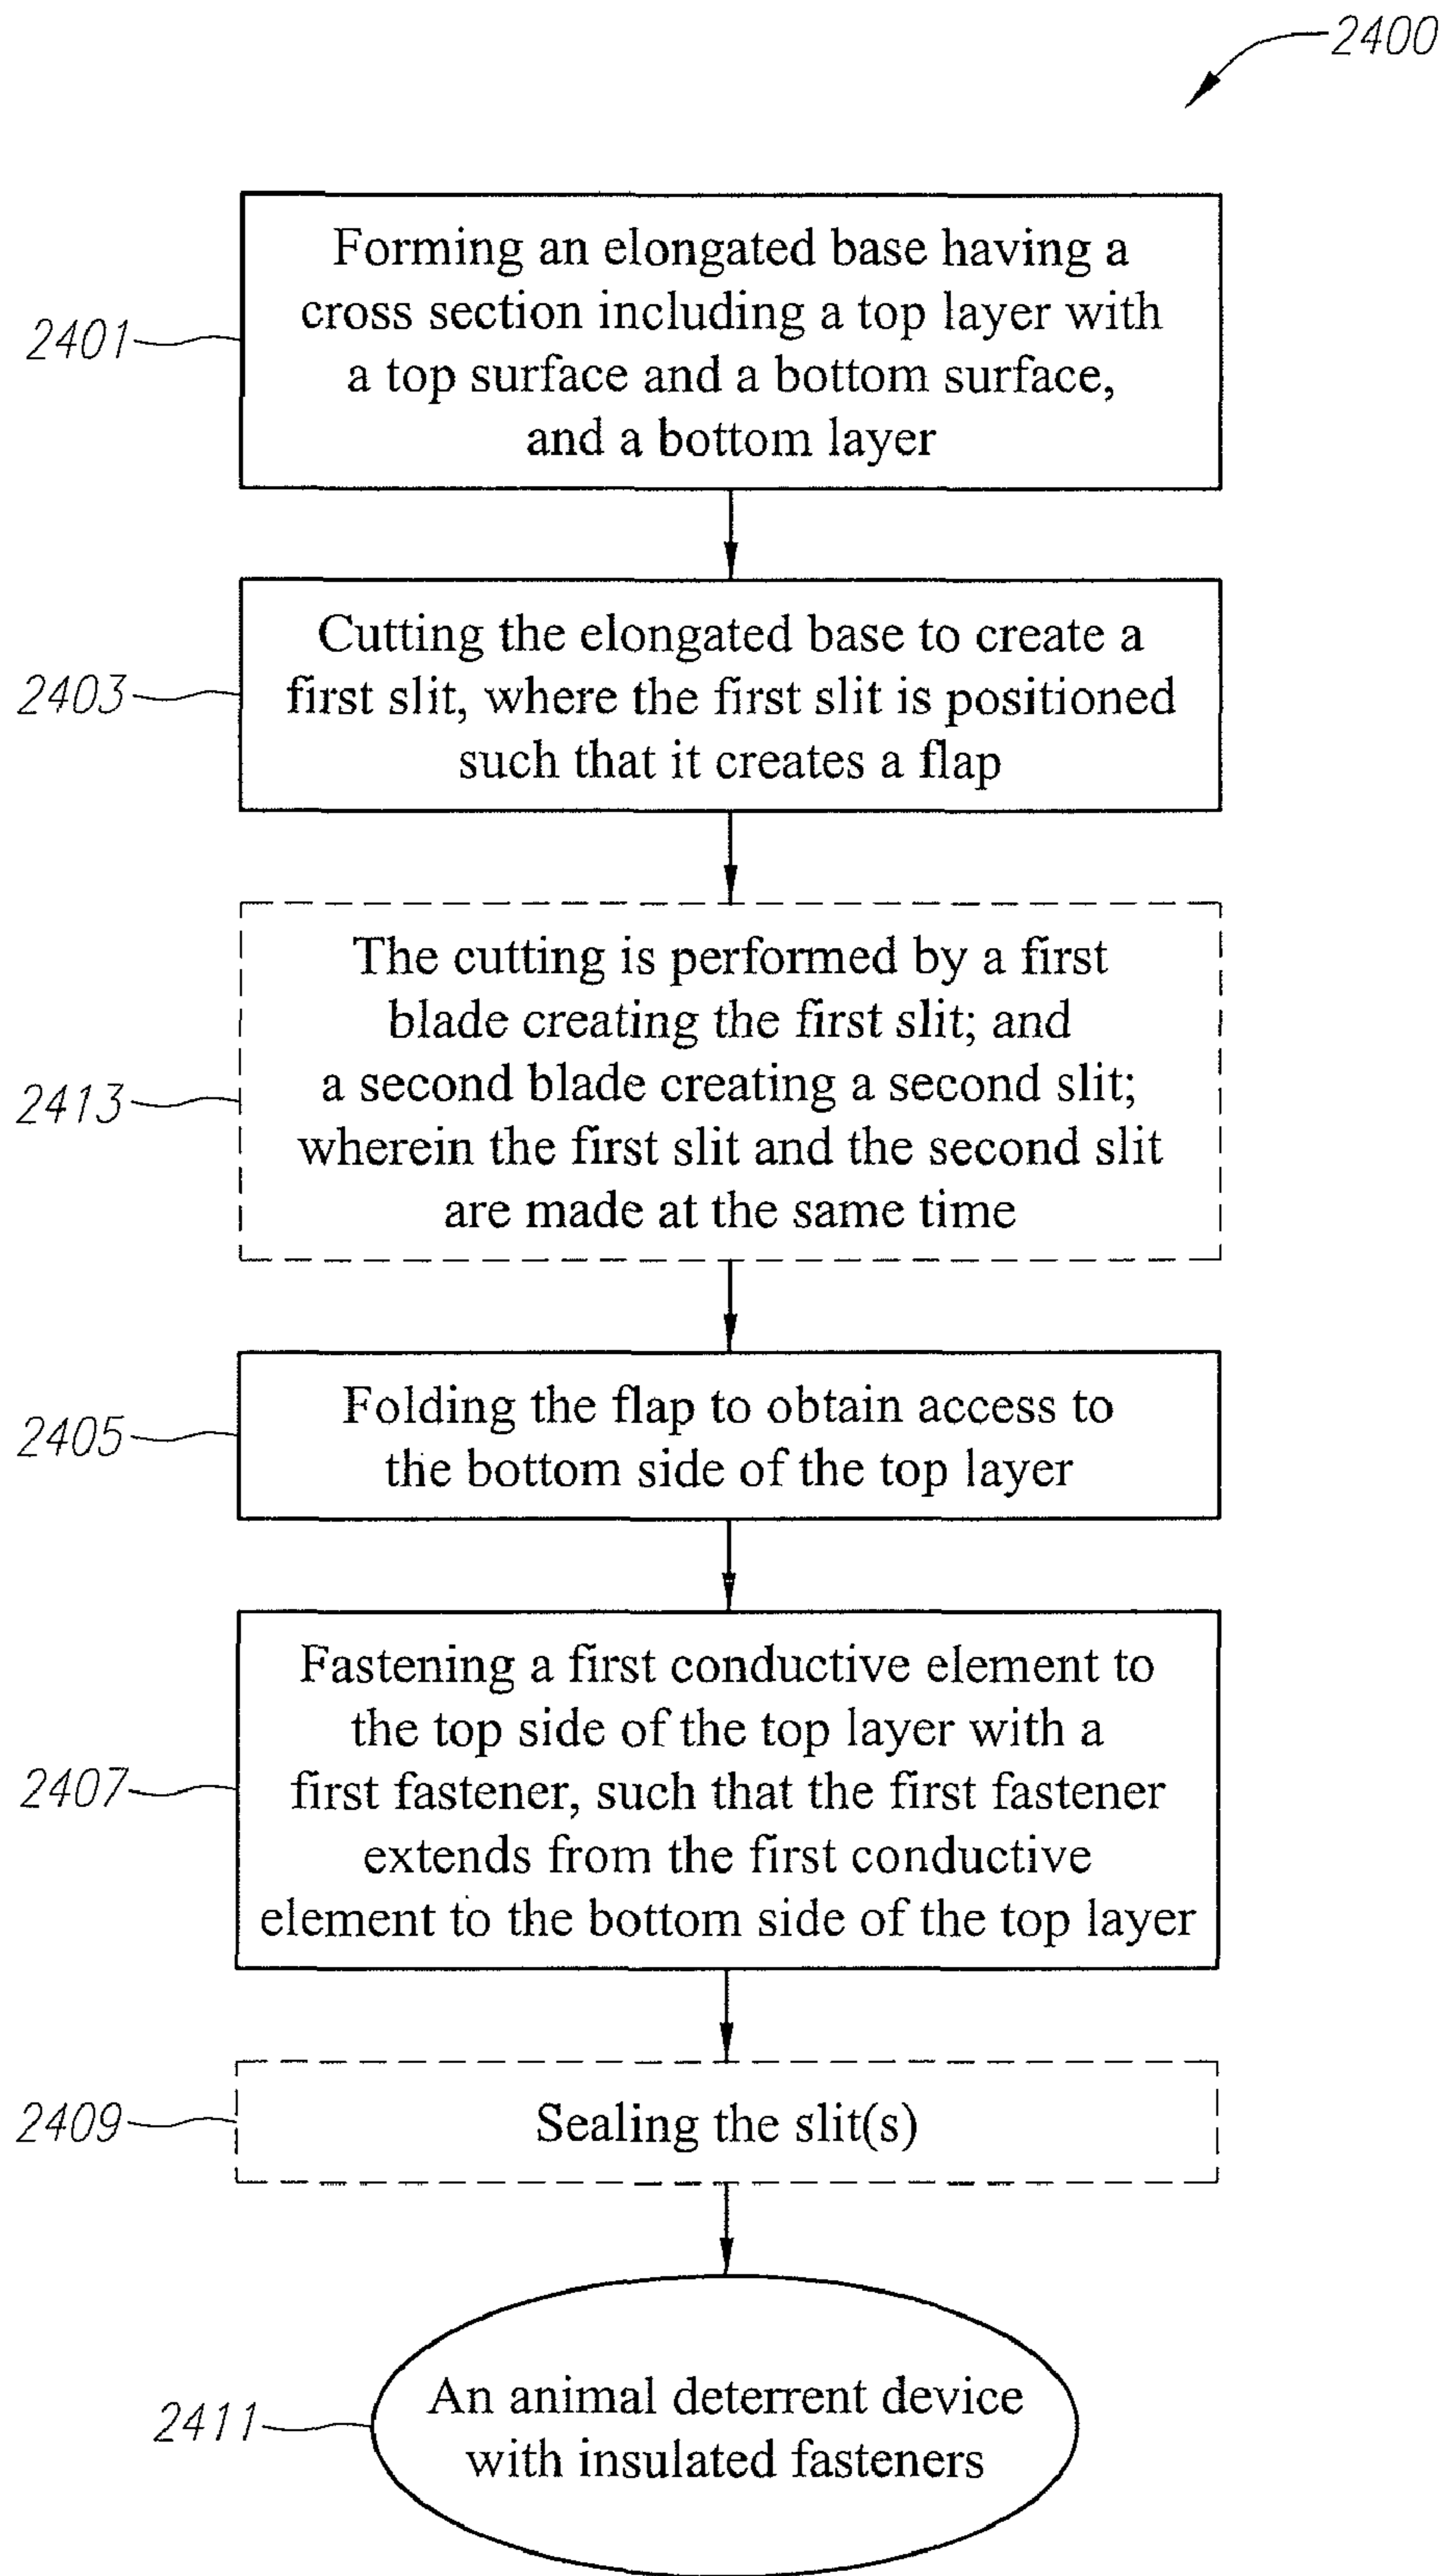 2400
Forming an elongated base having a
cross section including a top layer with
a top surface and a bottom surface,
and a bottom layer
2401
Cutting the elongated base to create a
first slit, where the first slit is positioned
such that it creates a flap
2403
The cutting is performed by a first
blade creating the first slit; and
a second blade creating a second slit;
wherein the first slit and the second slit
are made at the same time
2413
Folding the flap to obtain access to
the bottom side of the top layer
2405
Fastening a first conductive element to
the top side of the top layer with a
first fastener, such that the first fastener
extends from the first conductive
element to the bottom side of the top layer
2407
Sealing the slit(s)
2409
An animal deterrent device
with insulated fasteners
2411